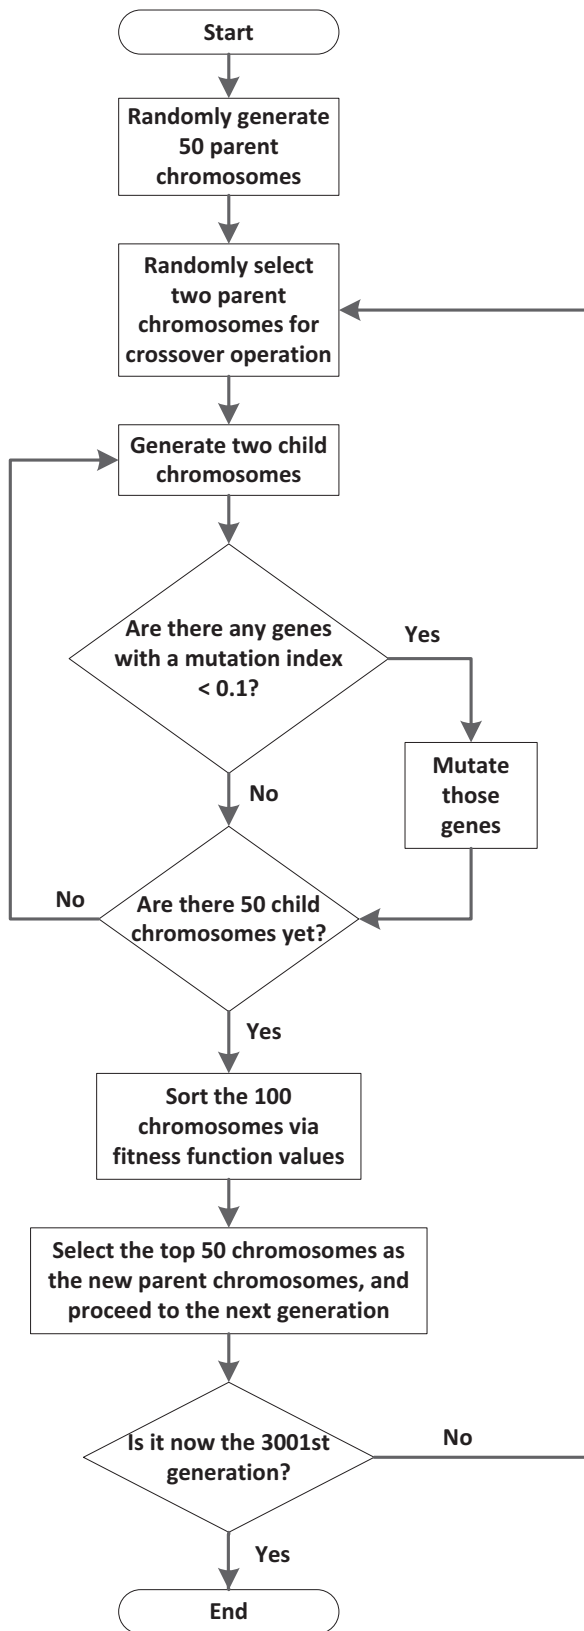 Start
Randomly generate
50 parent
chromosomes
Randomly select
two parent
chromosomes for
crossover operation
Generate two child
chromosomes
Are there any genes
with a mutation index
< 0.1?
Yes
Mutate
those
genes
No
No
Are there 50 child
chromosomes yet?
Yes
Sort the 100
chromosomes via
fitness function values
Select the top 50 chromosomes as
the new parent chromosomes, and
proceed to the next generation
Is it now the 3001st
generation?
No
Yes
End